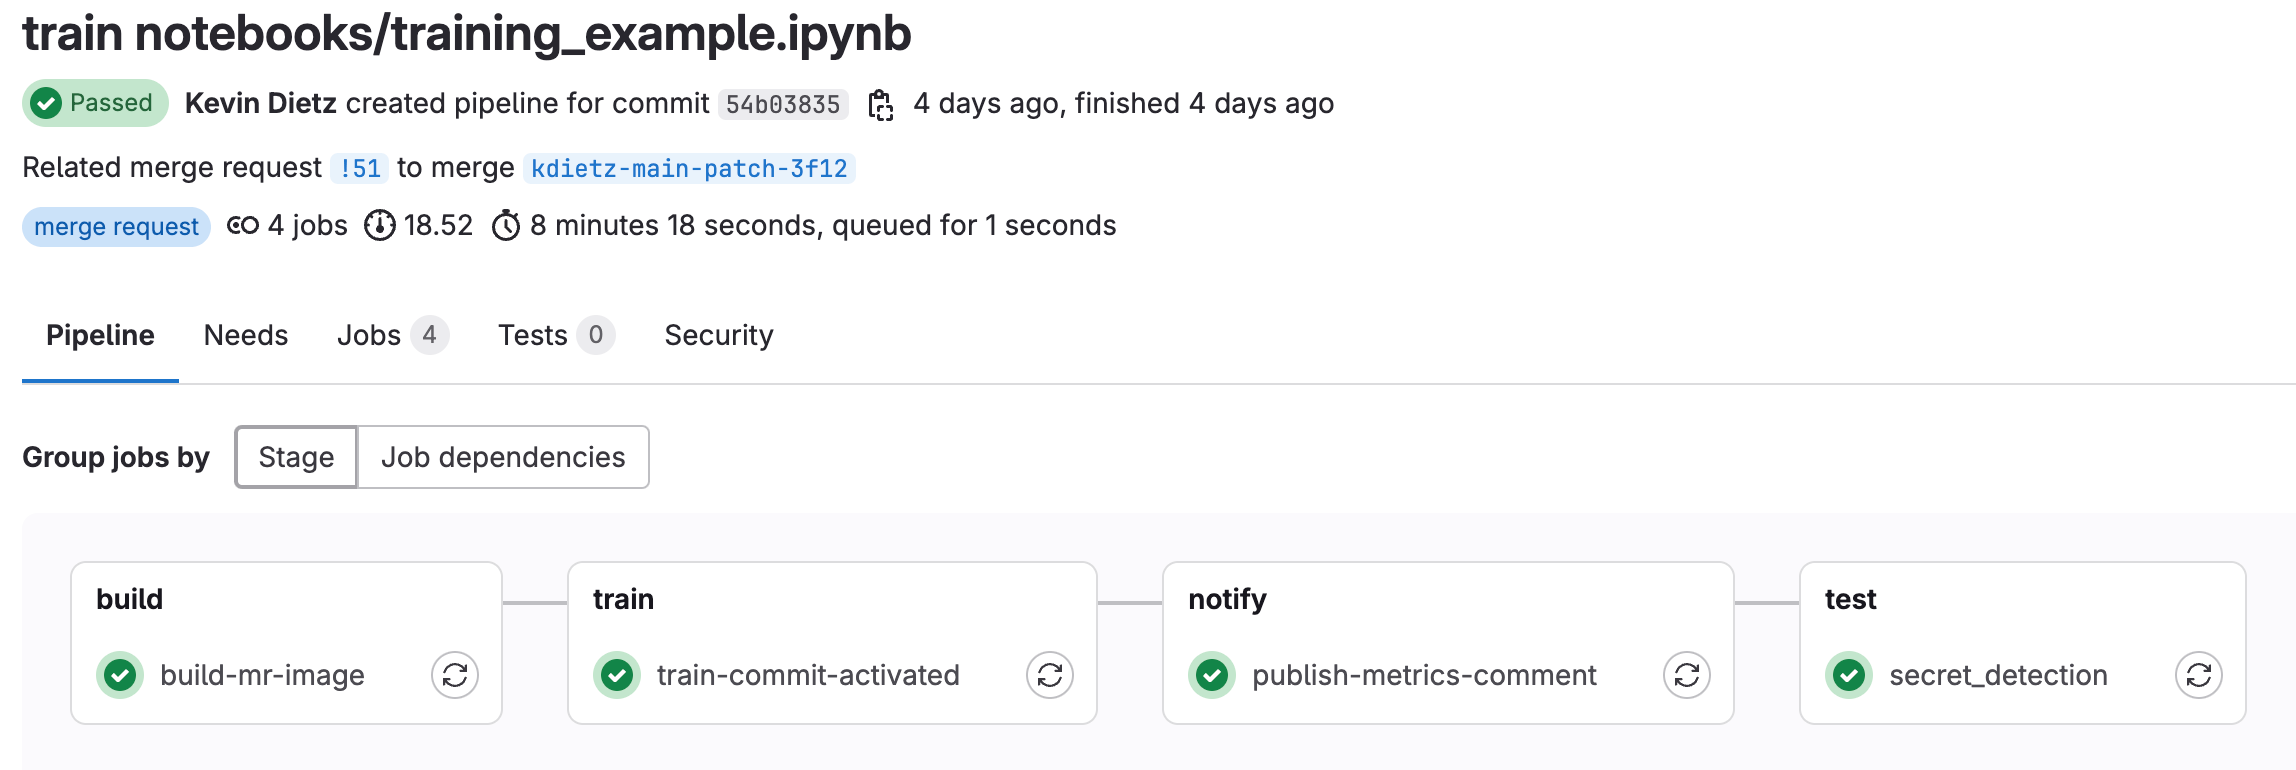 train notebooks/training_example.ipynb
Passed Kevin Dietz created pipeline for commit 54b03835 4 days ago, finished 4 days ago
Related merge request !51 to merge kdietz-main-patch-3f12
merge request 4 jobs 18.52 8 minutes 18 seconds, queued for 1 seconds
Pipeline Needs Jobs 4 Tests 0 Security
Group jobs by Stage Job dependencies
build train notify test
build-mr-image train-commit-activated publish-metrics-comment secret_detection